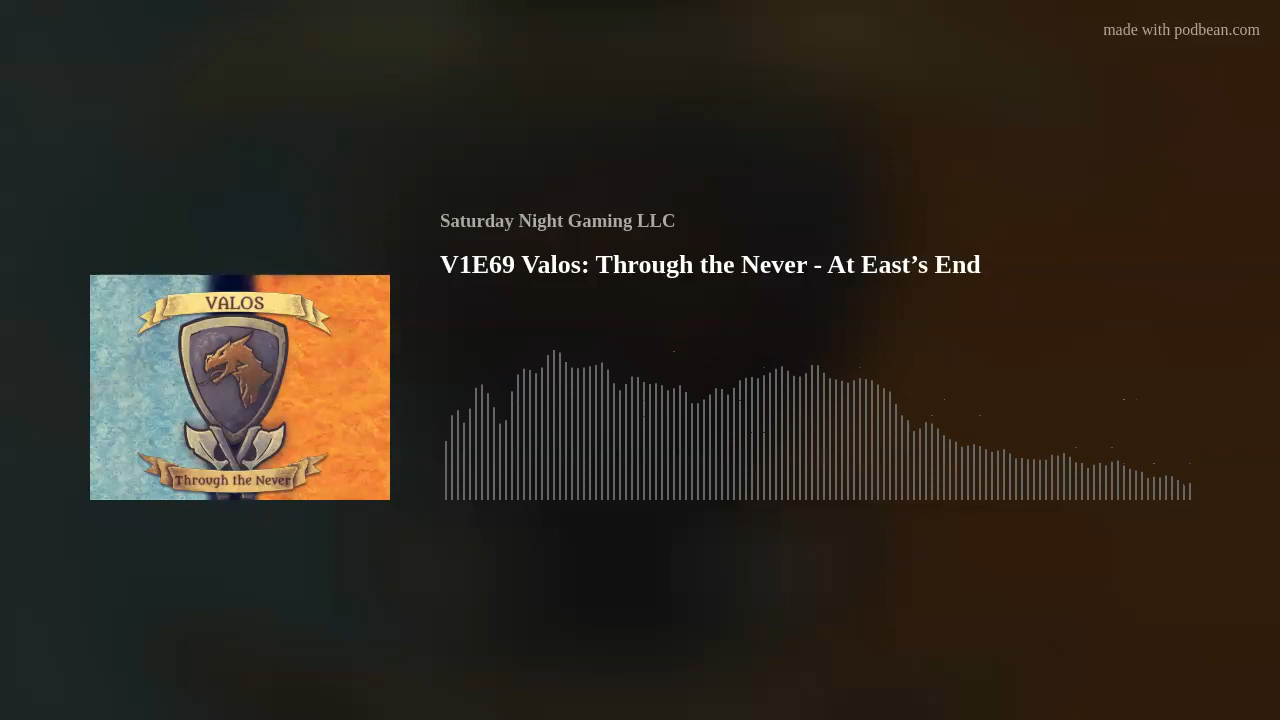 made with podbean.com
Saturday Night Gaming LLC
V1E69 Valos: Through the Never - At East’s End
VALOS
Through the Never